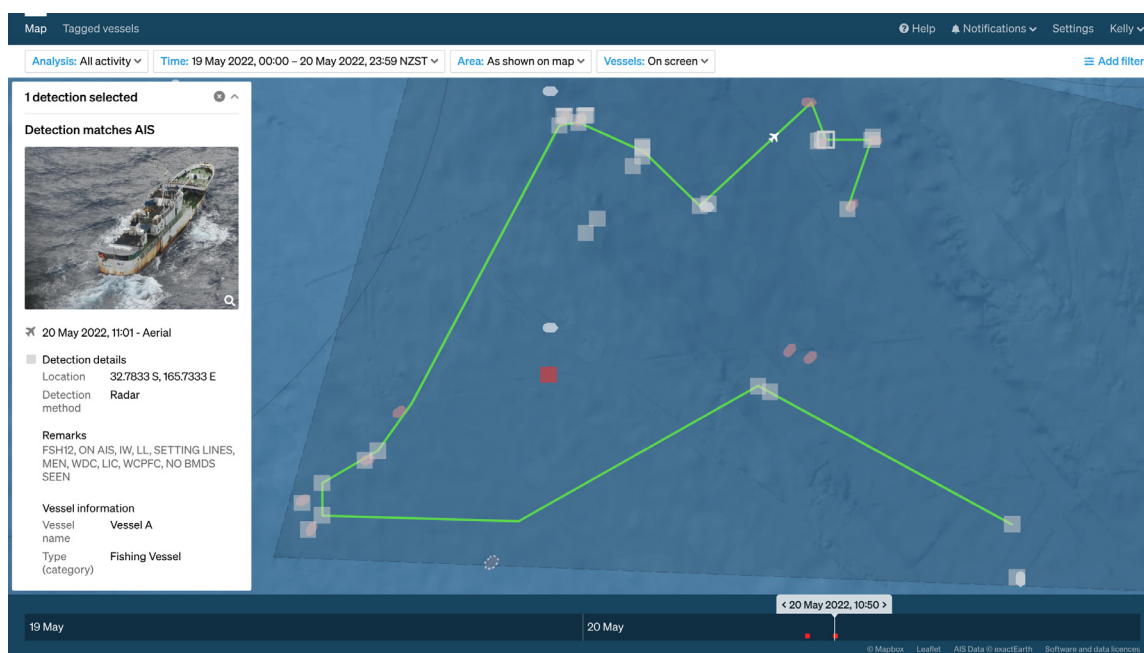 Map Tagged vessels Help Notifications Settings Kelly
Analysis: All activity Time: 19 May 2022, 00:00 – 20 May 2022, 23:59 NZST Area: As shown on map Vessels: On screen Add filter
1 detection selected
Detection matches AIS
20 May 2022, 11:01 - Aerial
Detection details
Location 32.7833 S, 165.7333 E
Detection Radar
method
Remarks
FSH12, ON AIS, IW, LL, SETTING LINES,
MEN, WDC, LIC, WCPFC, NO BMDS
SEEN
Vessel information
Vessel Vessel A
name
Type Fishing Vessel
(category)
< 20 May 2022, 10:50 >
19 May 20 May
© Mapbox Leaflet AIS Data © exactEarth Software and data licences